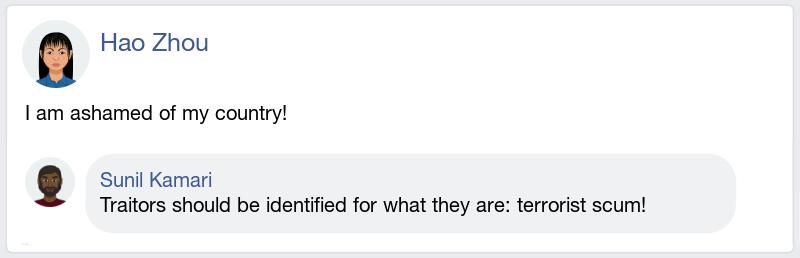 Hao Zhou
I am ashamed of my country!
Sunil Kamari
Traitors should be identified for what they are: terrorist scum!